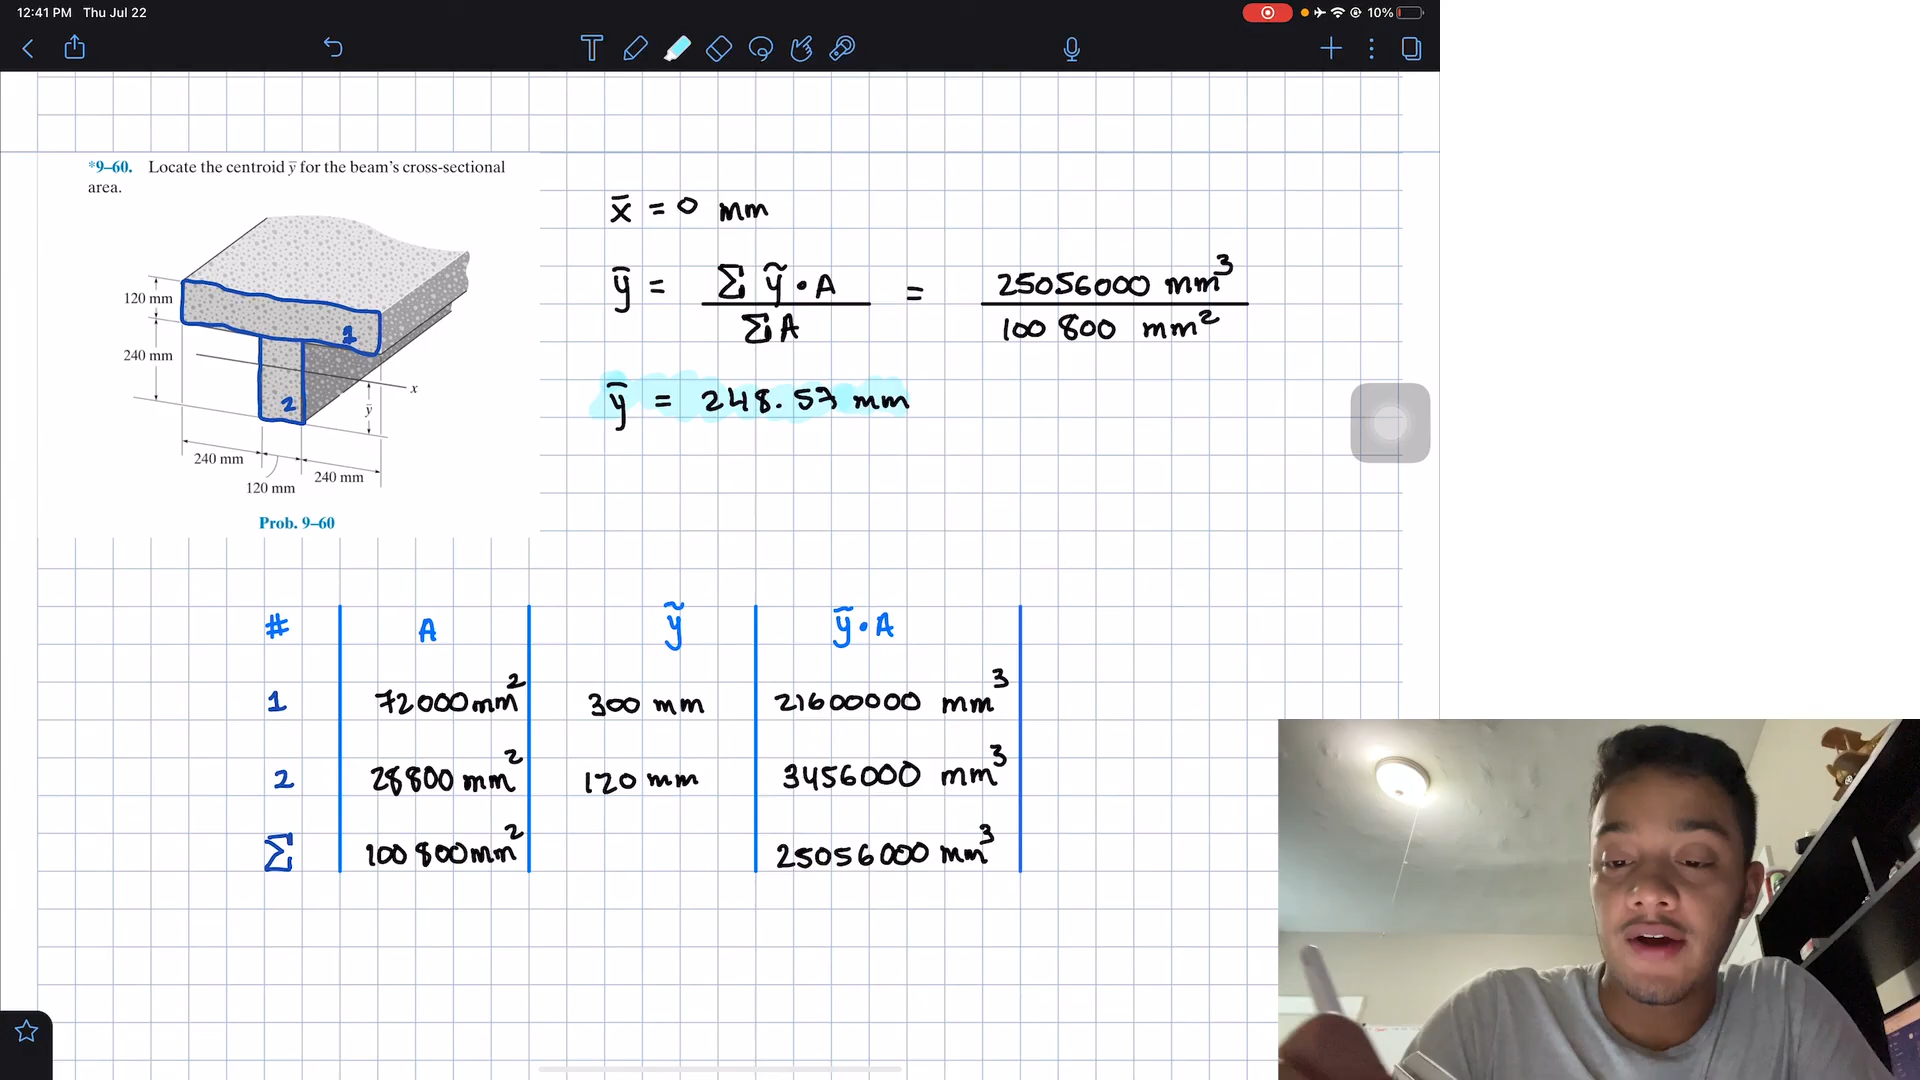 12:41 PM Thu Jul 22
10%
*9–60. Locate the centroid y̅ for the beam's cross-sectional
area.
120 mm
240 mm
1
2
x
y̅
240 mm
120 mm
240 mm
Prob. 9–60
x̅ = 0 mm
y̅ = Σ ỹ · A / Σ A = 25056000 mm³ / 100 800 mm²
y̅ = 248.57 mm
# A ỹ y̅ · A
1 72000 mm² 300 mm 21600000 mm³
2 28800 mm² 120 mm 3456000 mm³
Σ 100 800 mm² 25056000 mm³